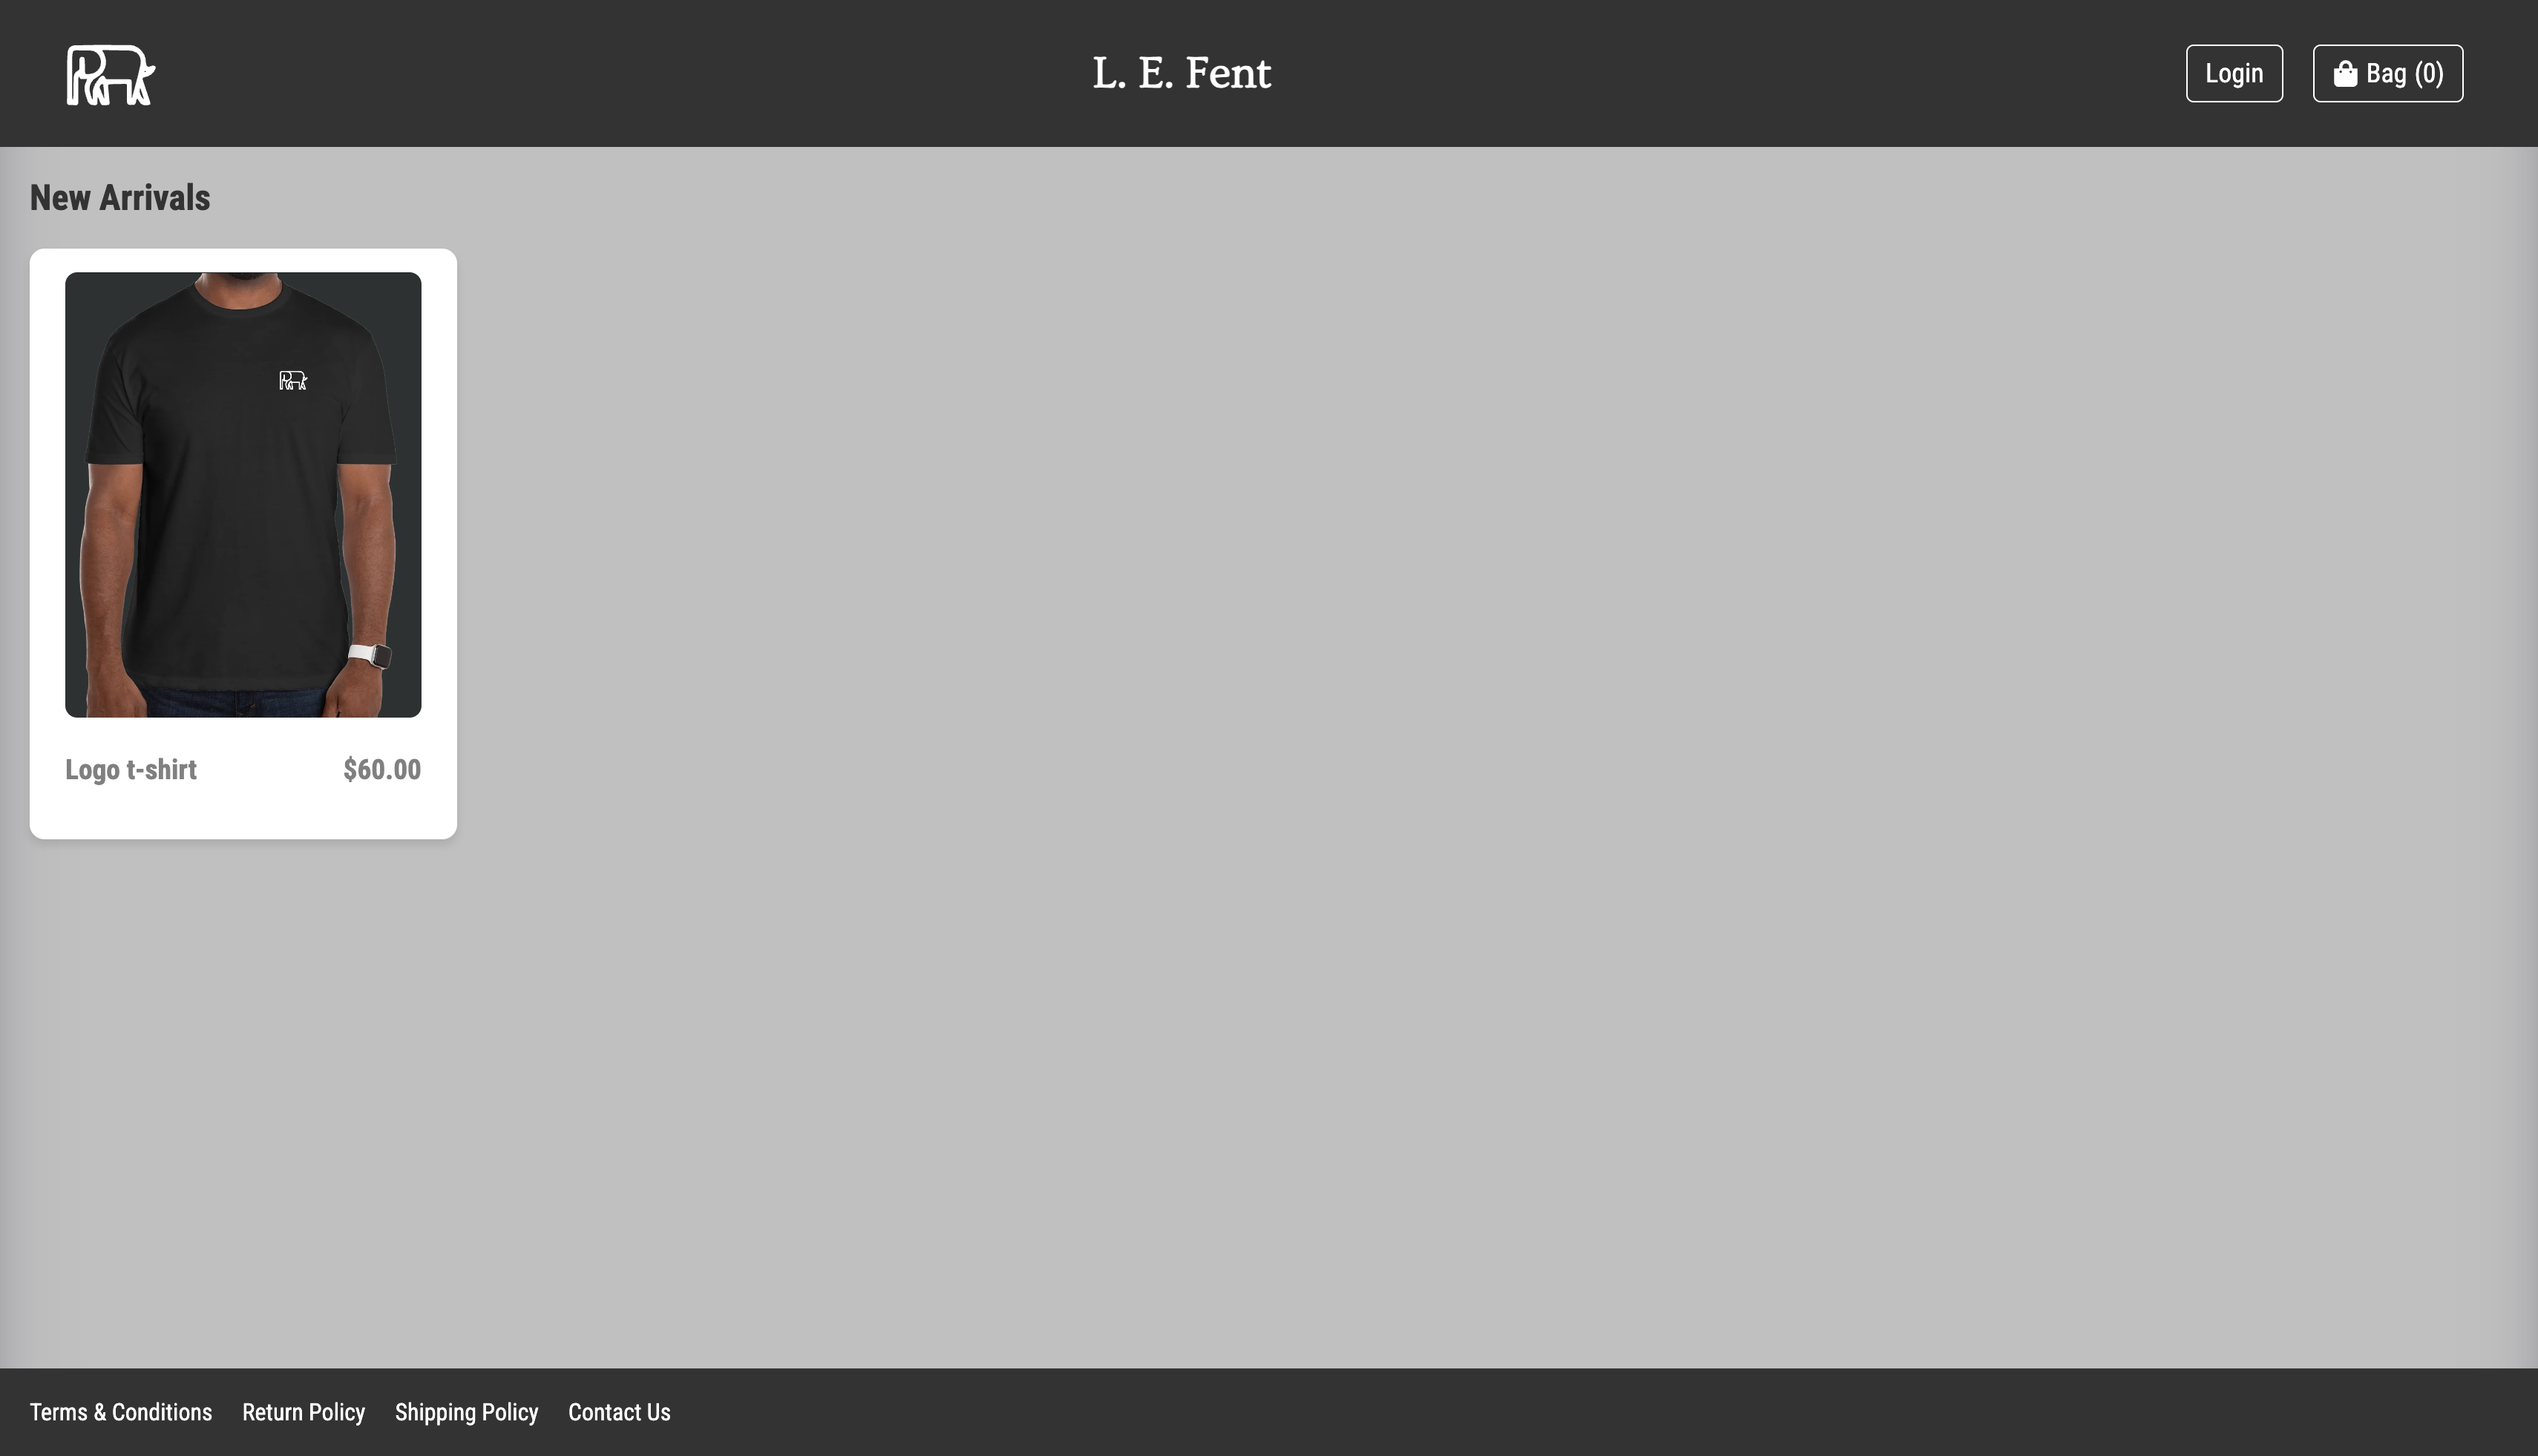 L. E. Fent
Login
Bag (0)
New Arrivals
Logo t-shirt
$60.00
Terms & Conditions
Return Policy
Shipping Policy
Contact Us